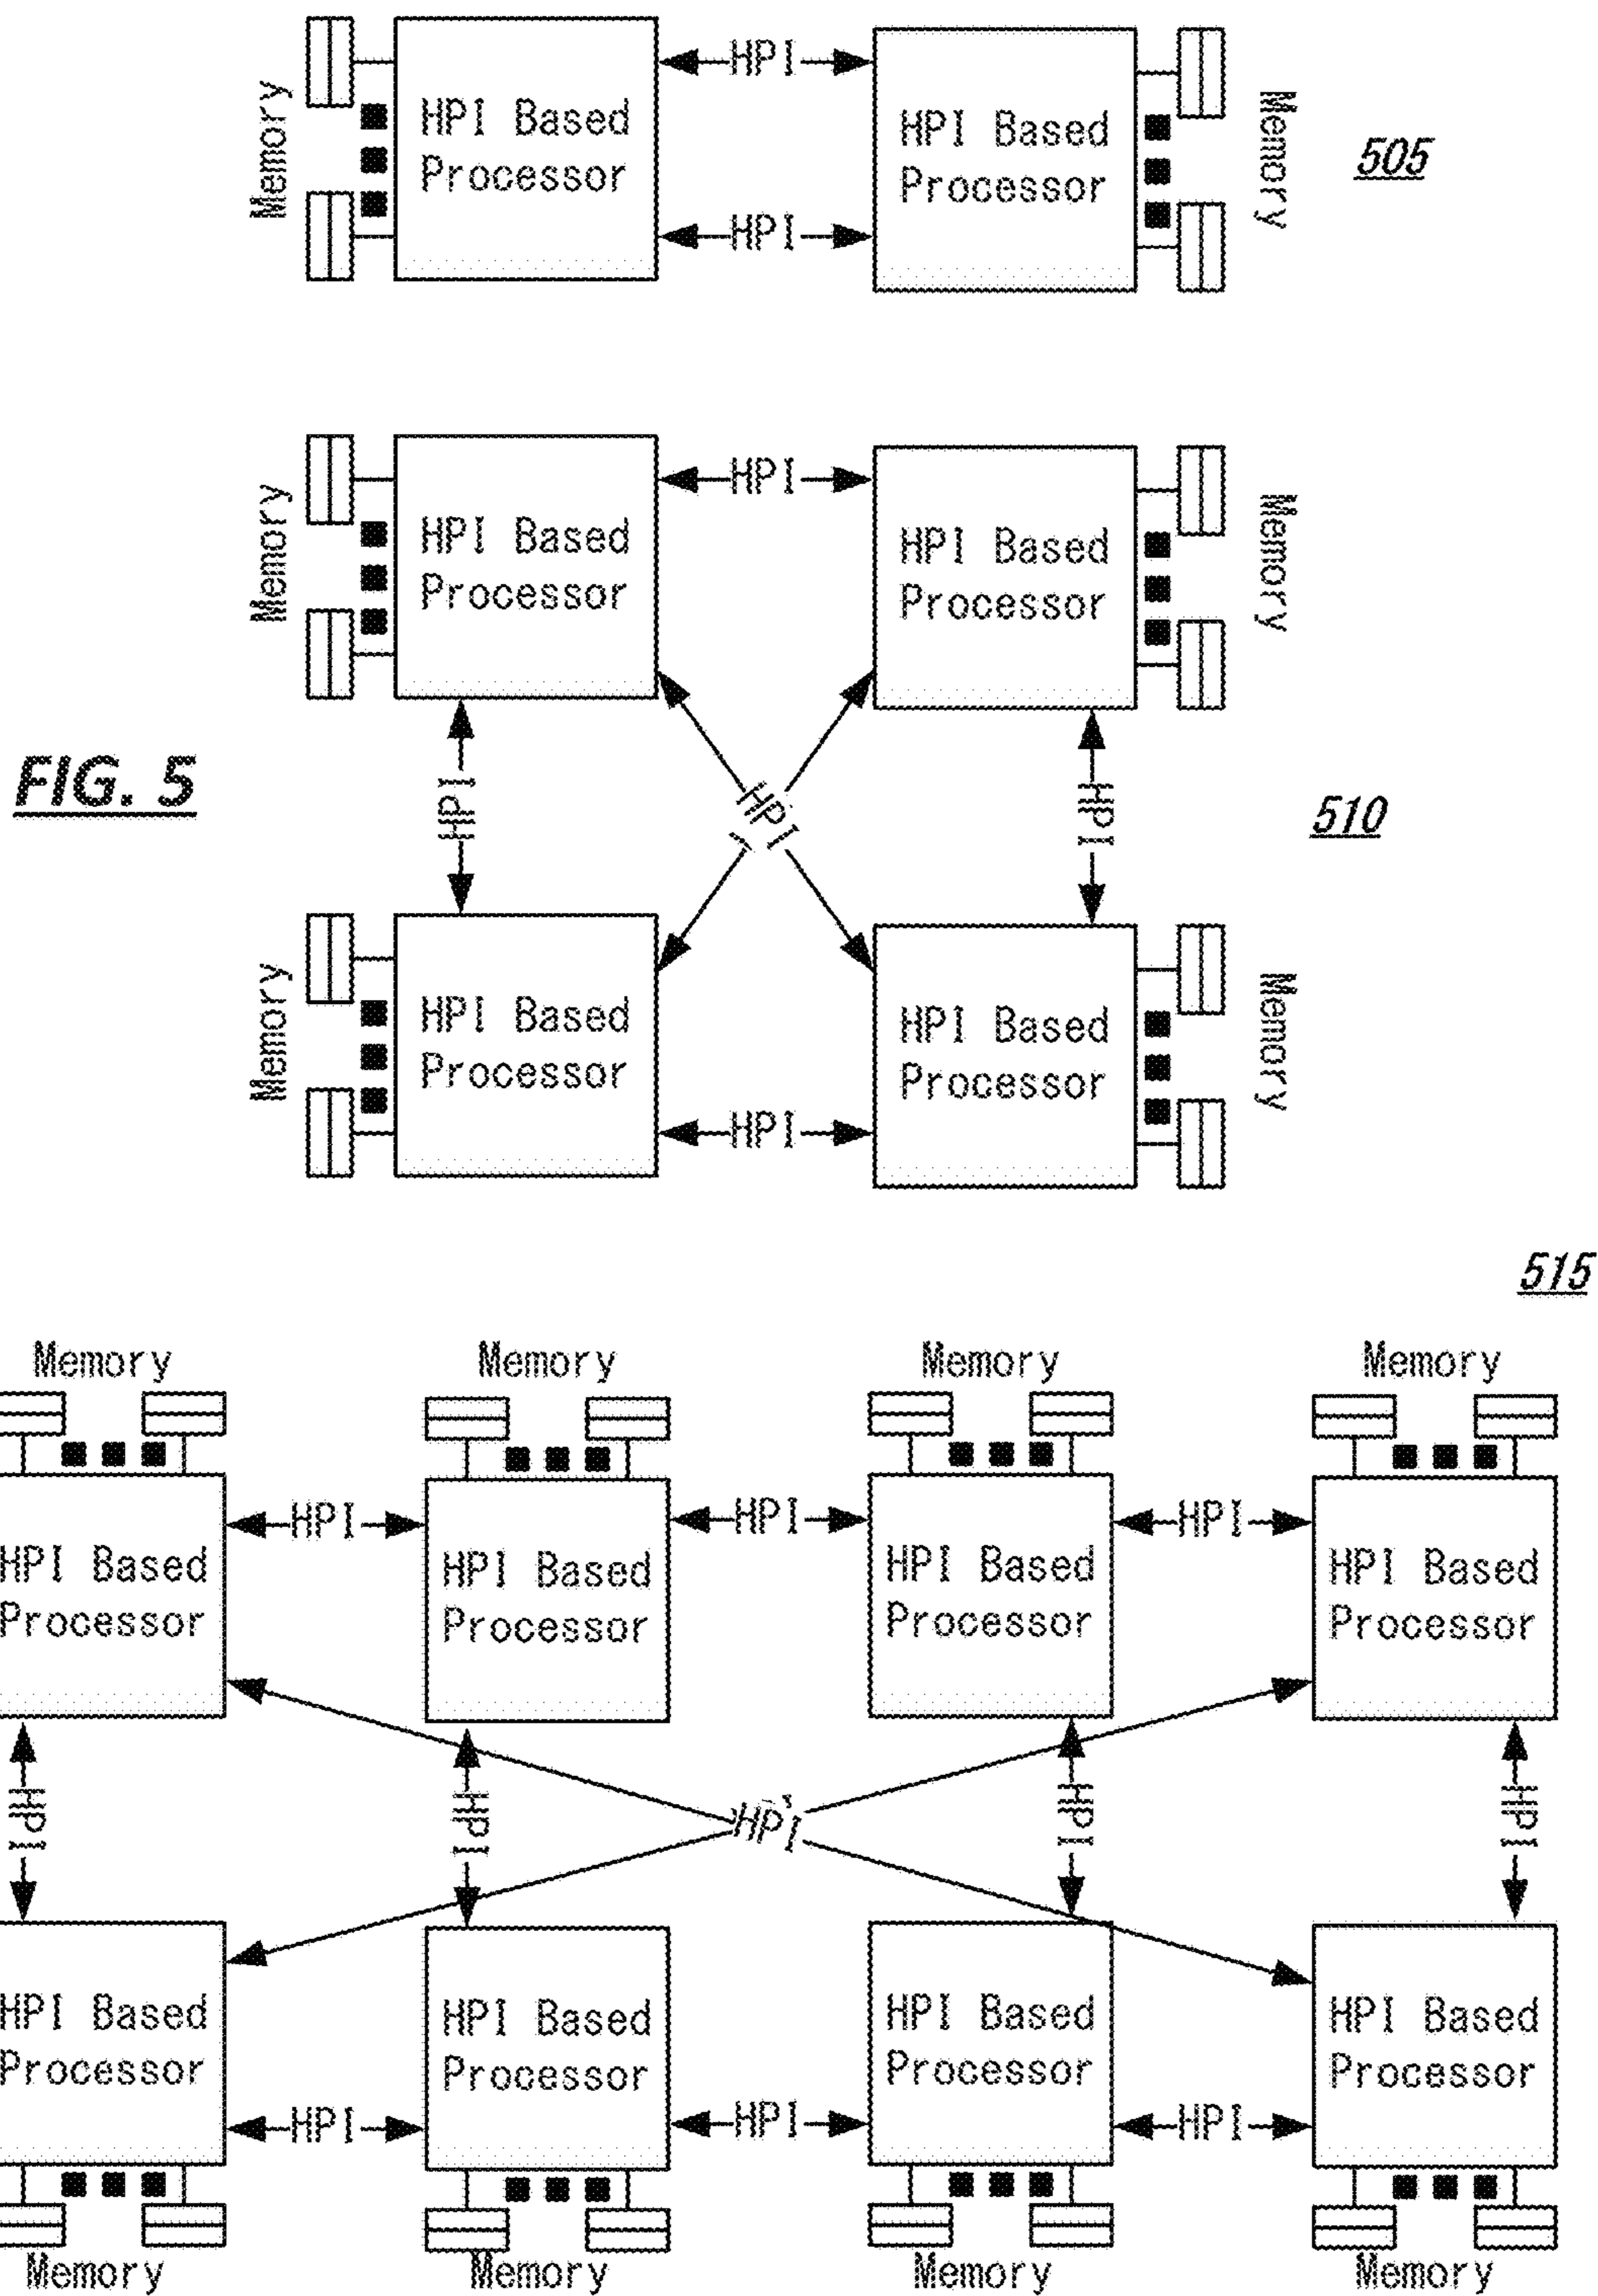 HPI
Memory
HPI Based
Processor
HPI Based
Processor
Memory
505
HPI
HPI
Memory
HPI Based
Processor
HPI Based
Processor
Memory
FIG. 5
HPI
HPI
HPI
510
Memory
HPI Based
Processor
HPI Based
Processor
Memory
HPI
515
Memory
Memory
Memory
Memory
HPI
HPI
HPI
HPI Based
Processor
HPI Based
Processor
HPI Based
Processor
HPI Based
Processor
HPI
HPI
HPI
HPI
HPI
HPI Based
Processor
HPI Based
Processor
HPI Based
Processor
HPI Based
Processor
HPI
HPI
HPI
Memory
Memory
Memory
Memory